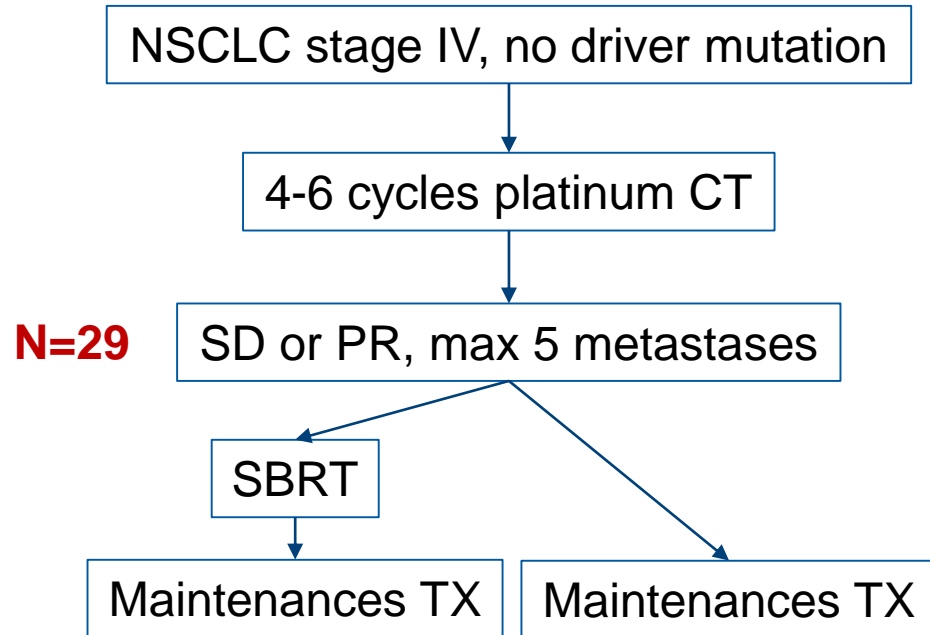 NSCLC stage IV, no driver mutation
4-6 cycles platinum CT
N=29
SD or PR, max 5 metastases
SBRT
Maintenances TX
Maintenances TX